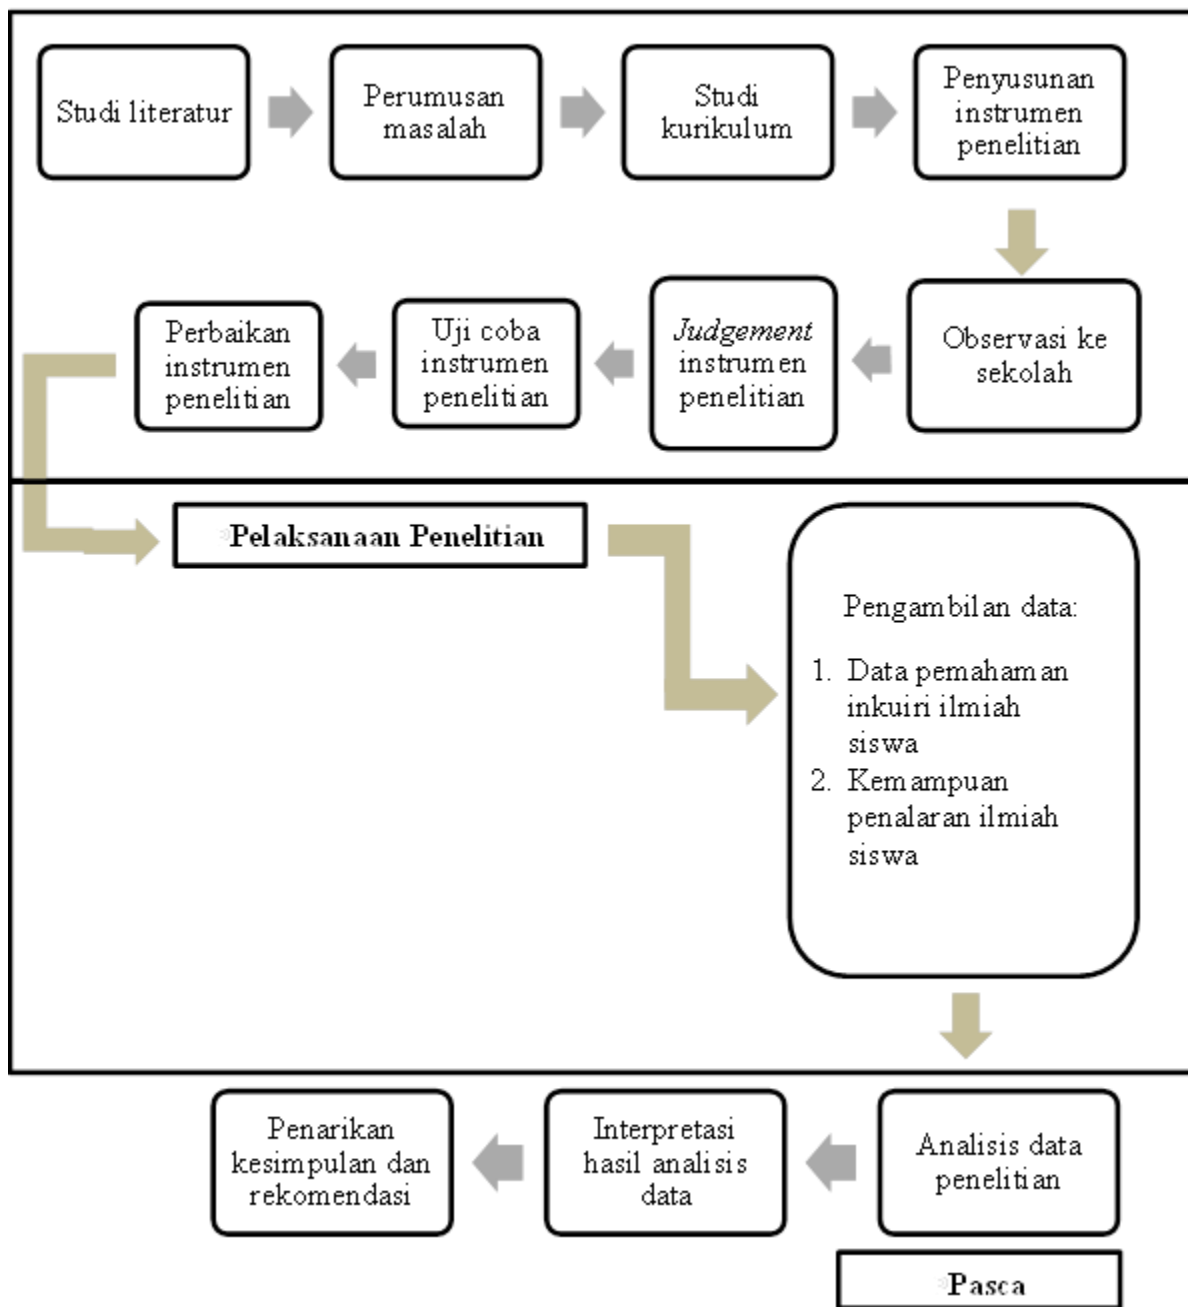 Studi literatur
Perumusan
masalah
Studi
kurikulum
Penyusunan
instrumen
penelitian
Observasi ke
sekolah
Judgement
instrumen
penelitian
Uji coba
instrumen
penelitian
Perbaikan
instrumen
penelitian
Pelaksanaan Penelitian
Pengambilan data:
1. Data pemahaman
inkuiri ilmiah
siswa
2. Kemampuan
penalaran ilmiah
siswa
Analisis data
penelitian
Interpretasi
hasil analisis
data
Penarikan
kesimpulan dan
rekomendasi
Pasca